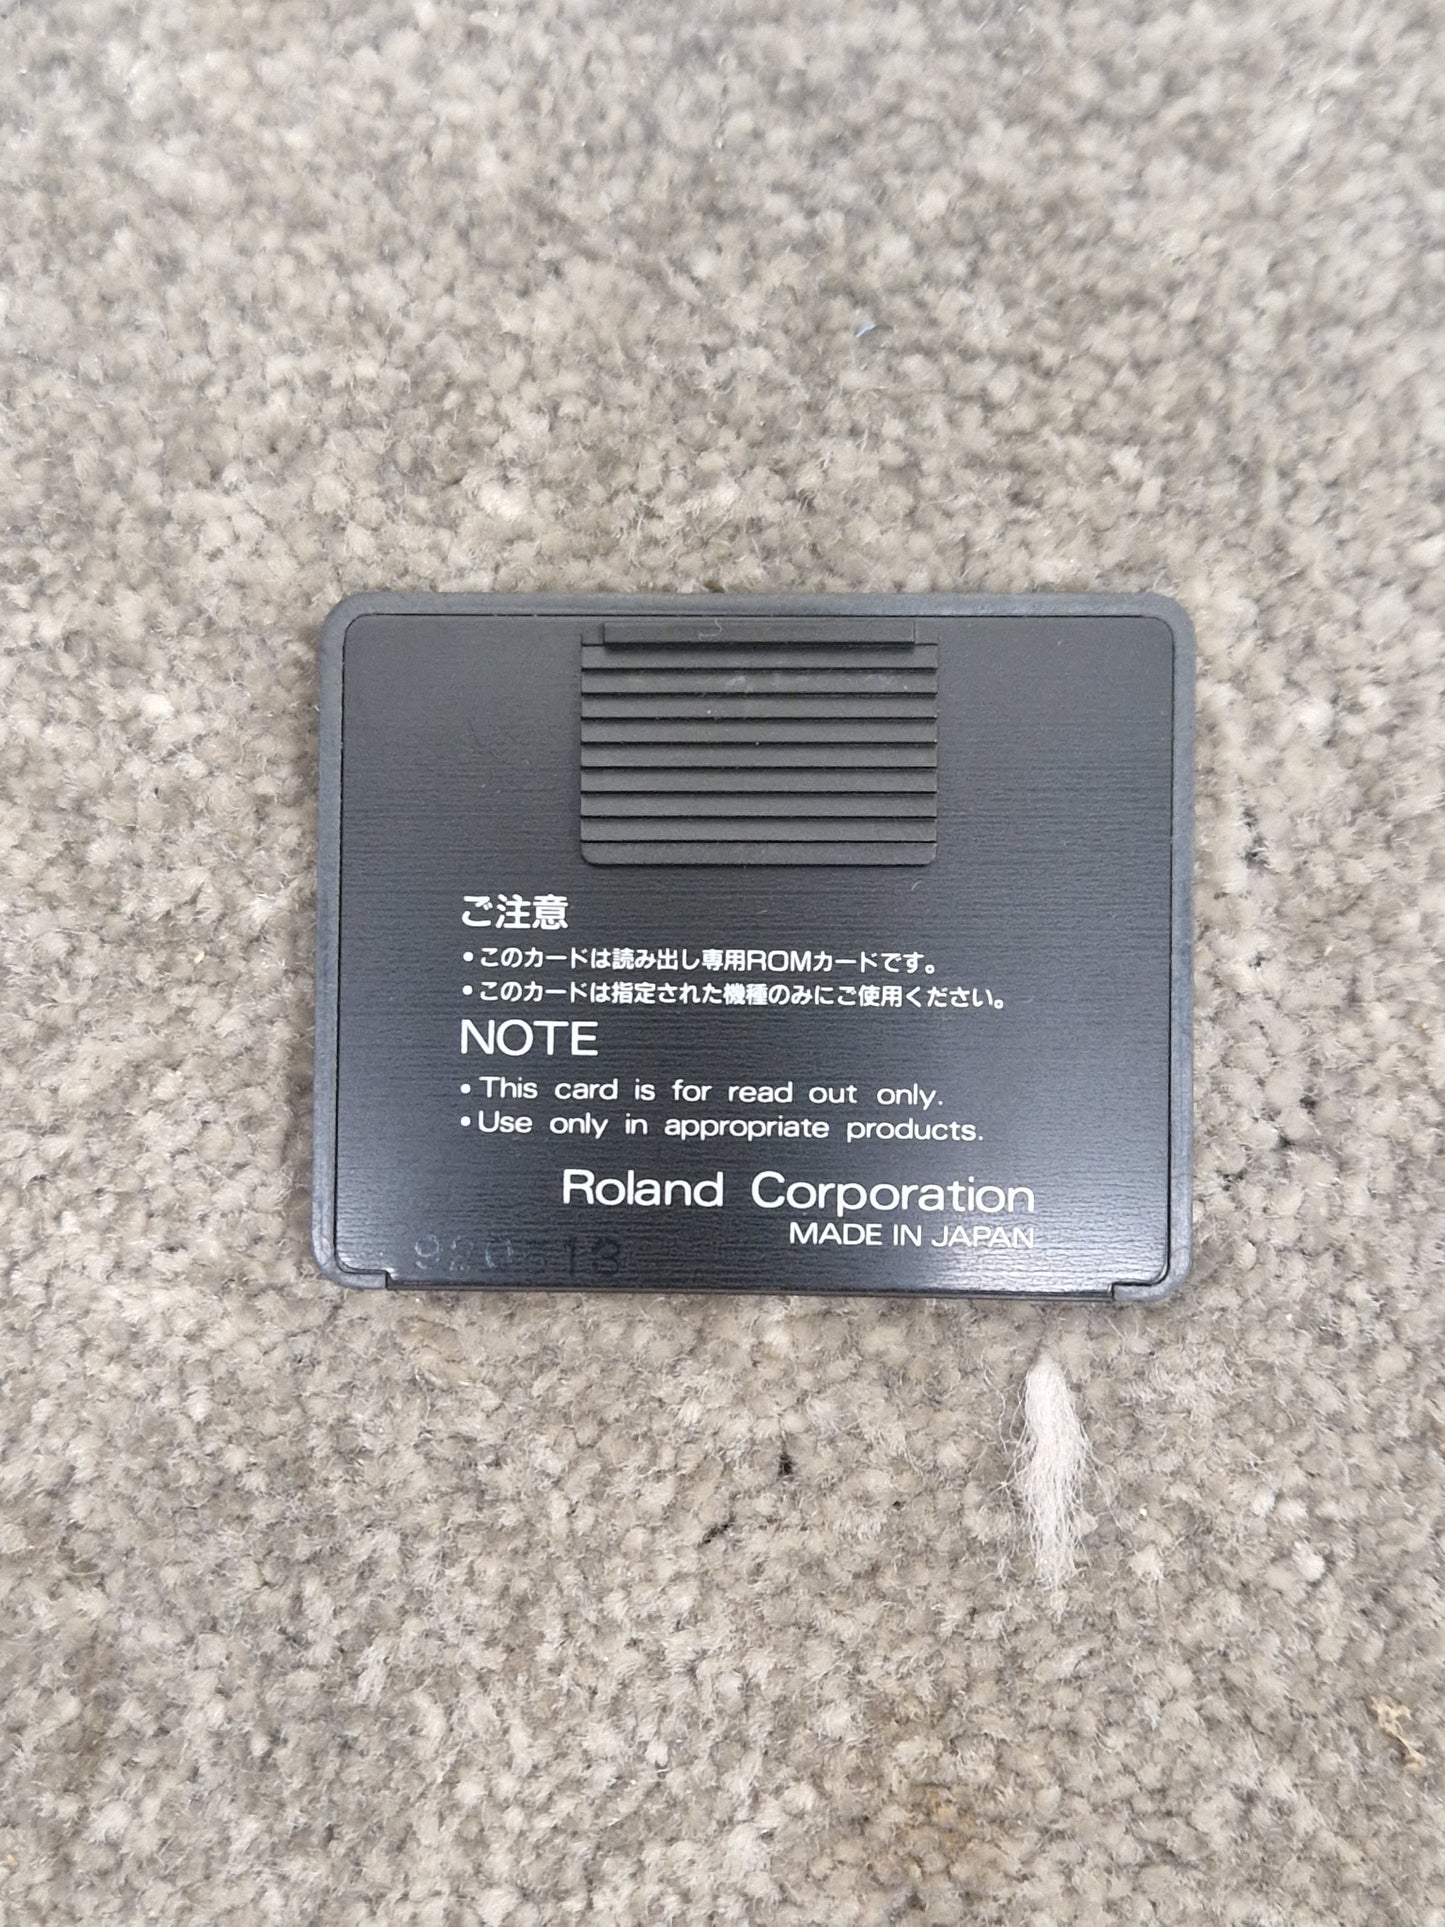 ご注意
•このカードは読み出し専用ROMカードです。
•このカードは指定された機種のみにご使用ください。
NOTE
•This card is for read out only.
•Use only in appropriate products.
Roland Corporation
MADE IN JAPAN